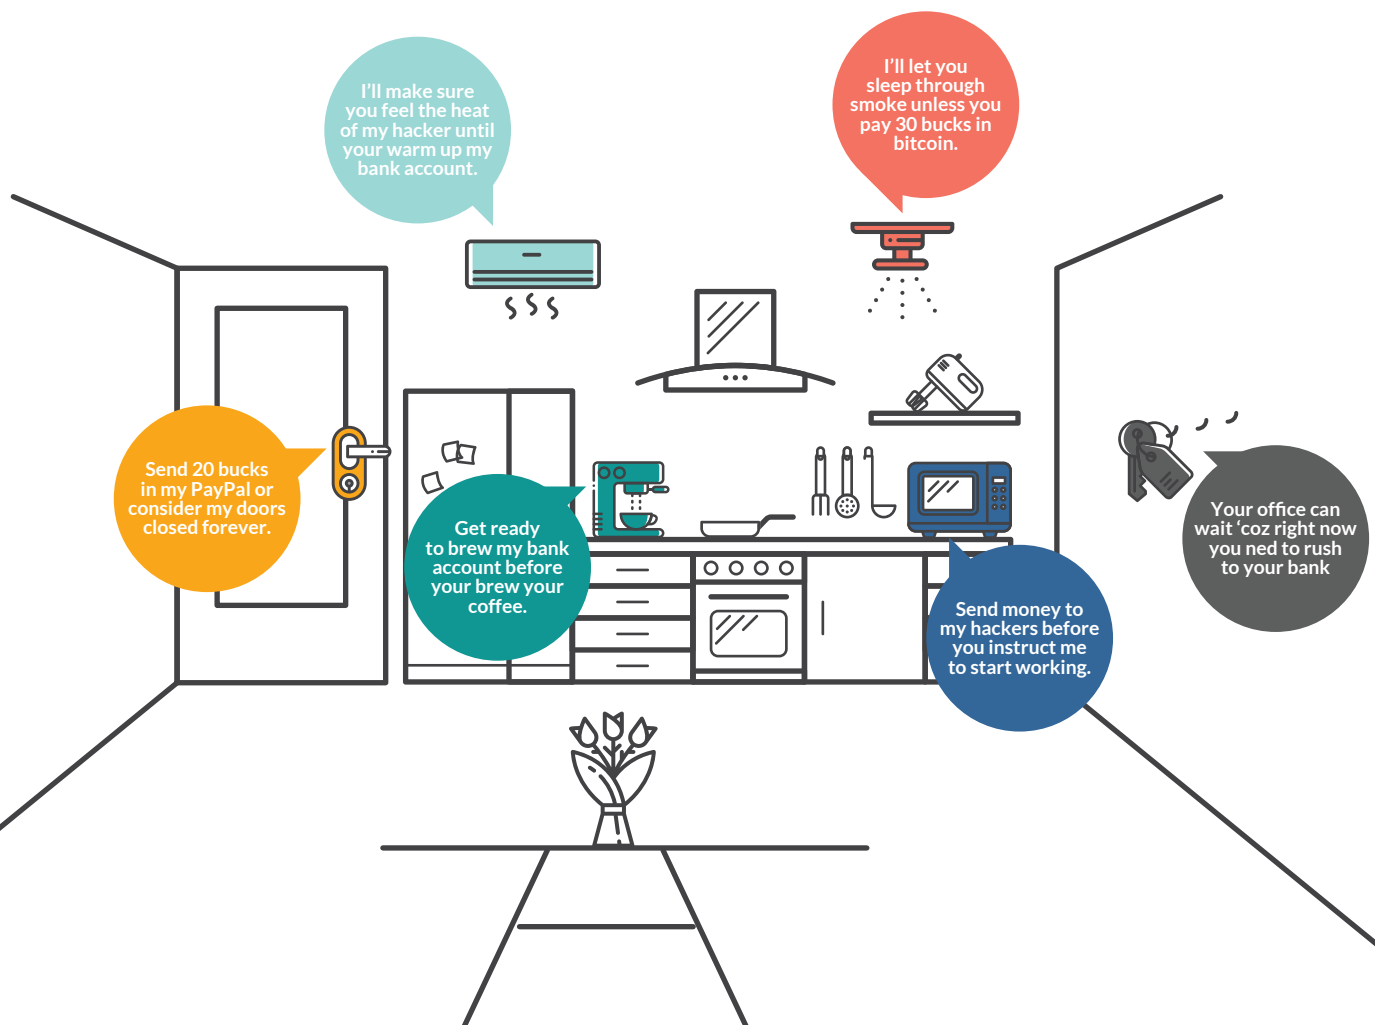 I'll make sure
you feel the heat
of my hacker until
your warm up my
bank account.
I'll let you
sleep through
smoke unless you
pay 30 bucks in
bitcoin.
Send 20 bucks
in my PayPal or
consider my doors
closed forever.
Get ready
to brew my bank
account before
your brew your
coffee.
Send money to
my hackers before
you instruct me
to start working.
Your office can
wait ‘coz right now
you ned to rush
to your bank